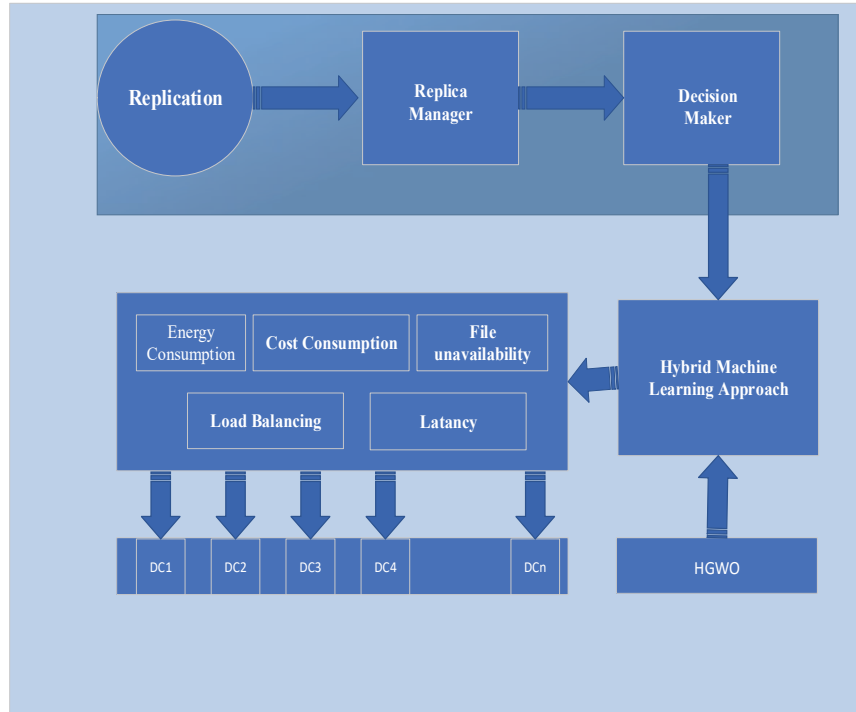 Replication
Replica
Manager
Decision
Maker
Energy
Consumption
Cost Consumption
File
unavailability
Hybrid Machine
Learning Approach
Load Balancing
Latancy
DC1
DC2
DC3
DC4
DCn
HGWO